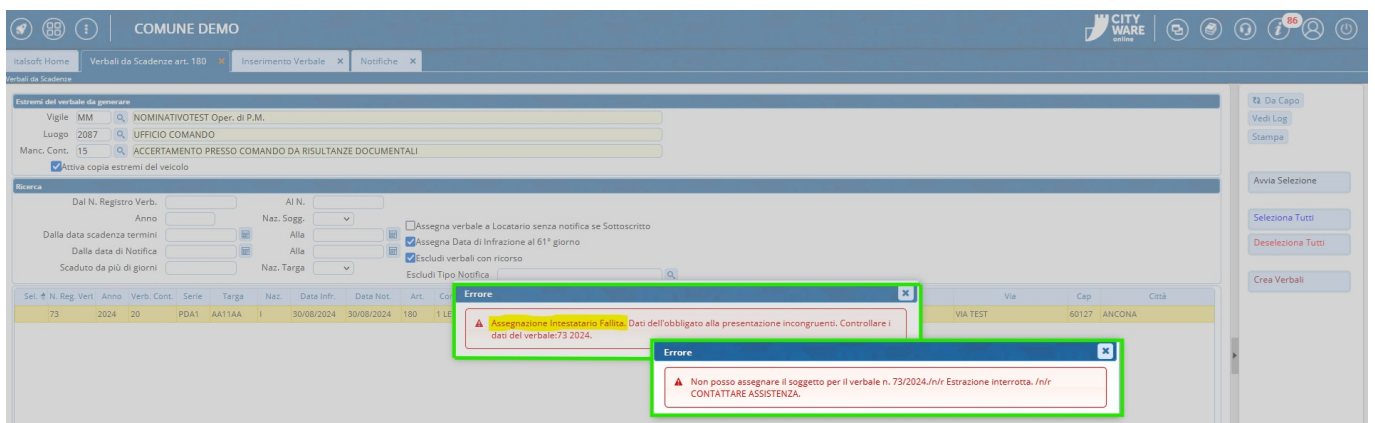 COMUNE DEMO
CITY
WARE
online
86
italsoft Home
Verbali da Scadenze art. 180
Inserimento Verbale
Notifiche
Verbali da Scadenze
Estremi del verbale da generare
Vigile MM NOMINATIVOTEST Oper. di P.M.
Luogo 2087 UFFICIO COMANDO
Manc. Cont. 15 ACCERTAMENTO PRESSO COMANDO DA RISULTANZE DOCUMENTALI
Attiva copia estremi del veicolo
Ricerca
Dal N. Registro Verb. Al N.
Anno Naz. Sogg.
Dalla data scadenza termini Alla
Dalla data di Notifica Alla
Scaduto da più di giorni Naz. Targa
Assegna verbale a Locatario senza notifica se Sottoscritto
Assegna Data di Infrazione al 61° giorno
Escludi verbali con ricorso
Escludi Tipo Notifica
Sel. N. Reg. Vert Anno Verb. Cont. Serie Targa Naz. Data Infr. Data Not. Art. Via Cap Città
73 2024 20 PDA1 AA11AA I 30/08/2024 30/08/2024 180 1 LE VIA TEST 60127 ANCONA
Errore
Assegnazione Intestatario Fallita. Dati dell'obbligato alla presentazione incongruenti. Controllare i
dati del verbale:73 2024.
Errore
Non posso assegnare il soggetto per il verbale n. 73/2024./n/r Estrazione interrotta. /n/r
CONTATTARE ASSISTENZA.
Da Capo
Vedi Log
Stampa
Avvia Selezione
Seleziona Tutti
Deseleziona Tutti
Crea Verbali